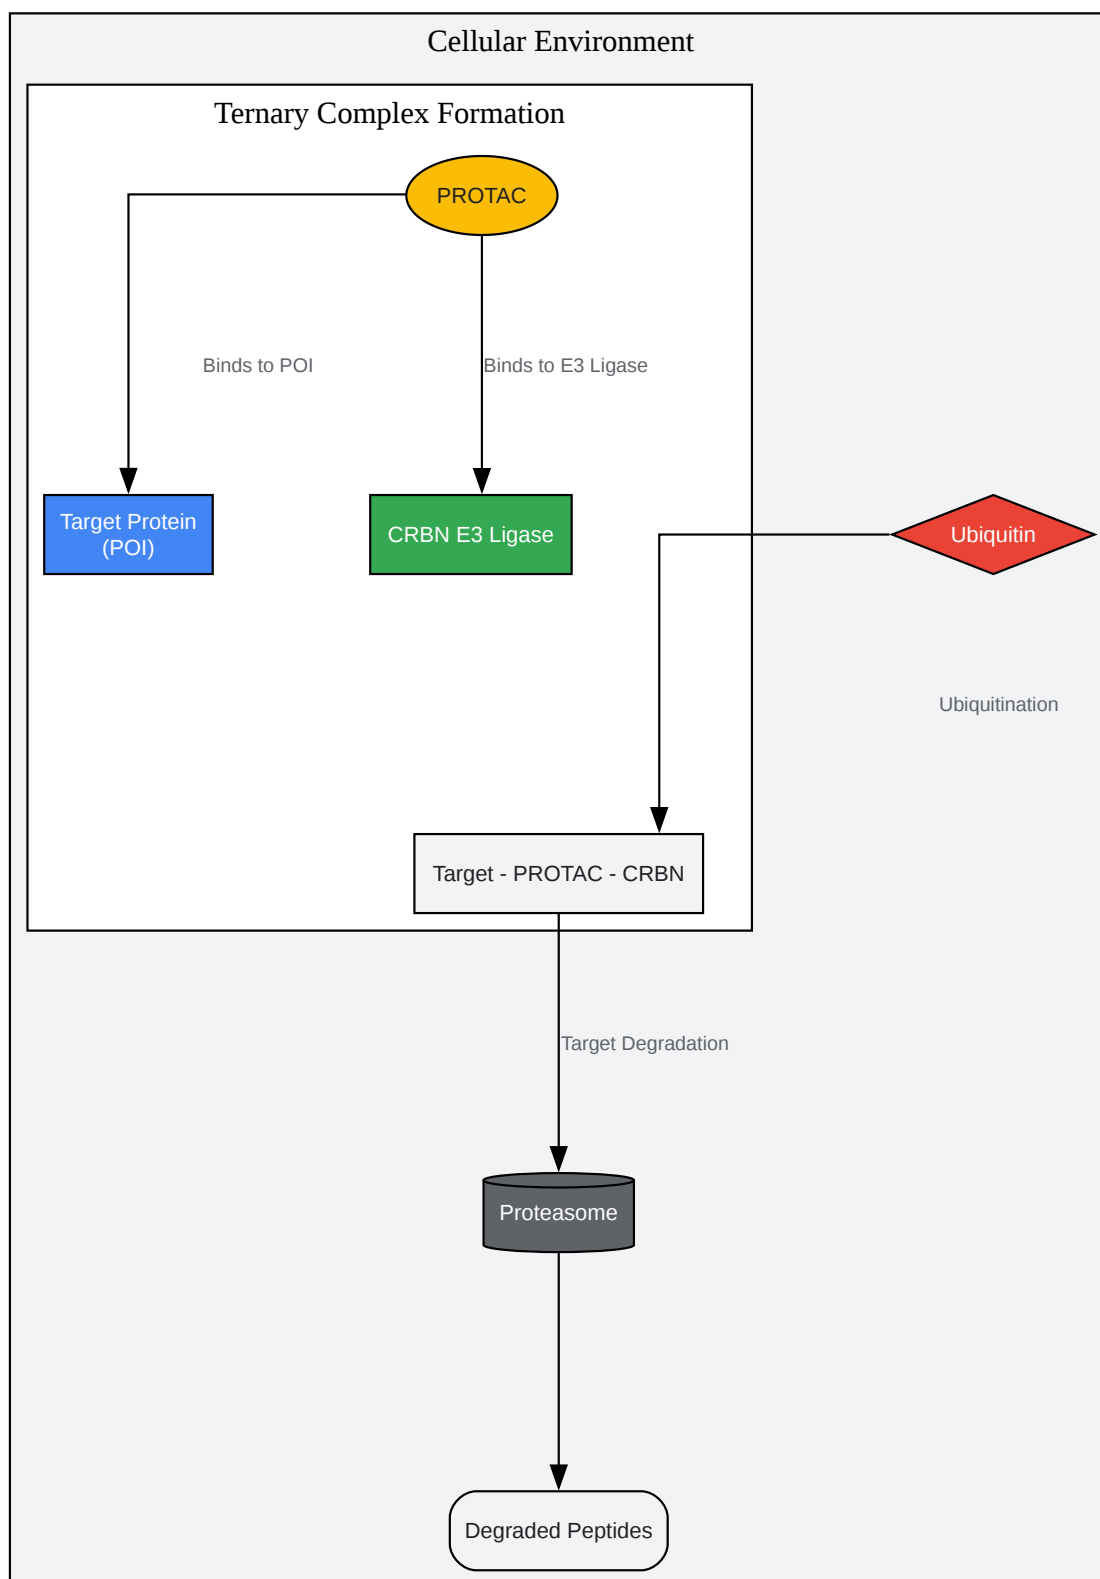 Cellular Environment
Ternary Complex Formation
PROTAC
Binds to POI
Binds to E3 Ligase
Target Protein
(POI)
CRBN E3 Ligase
Ubiquitin
Ubiquitination
Target - PROTAC - CRBN
Target Degradation
Proteasome
Degraded Peptides